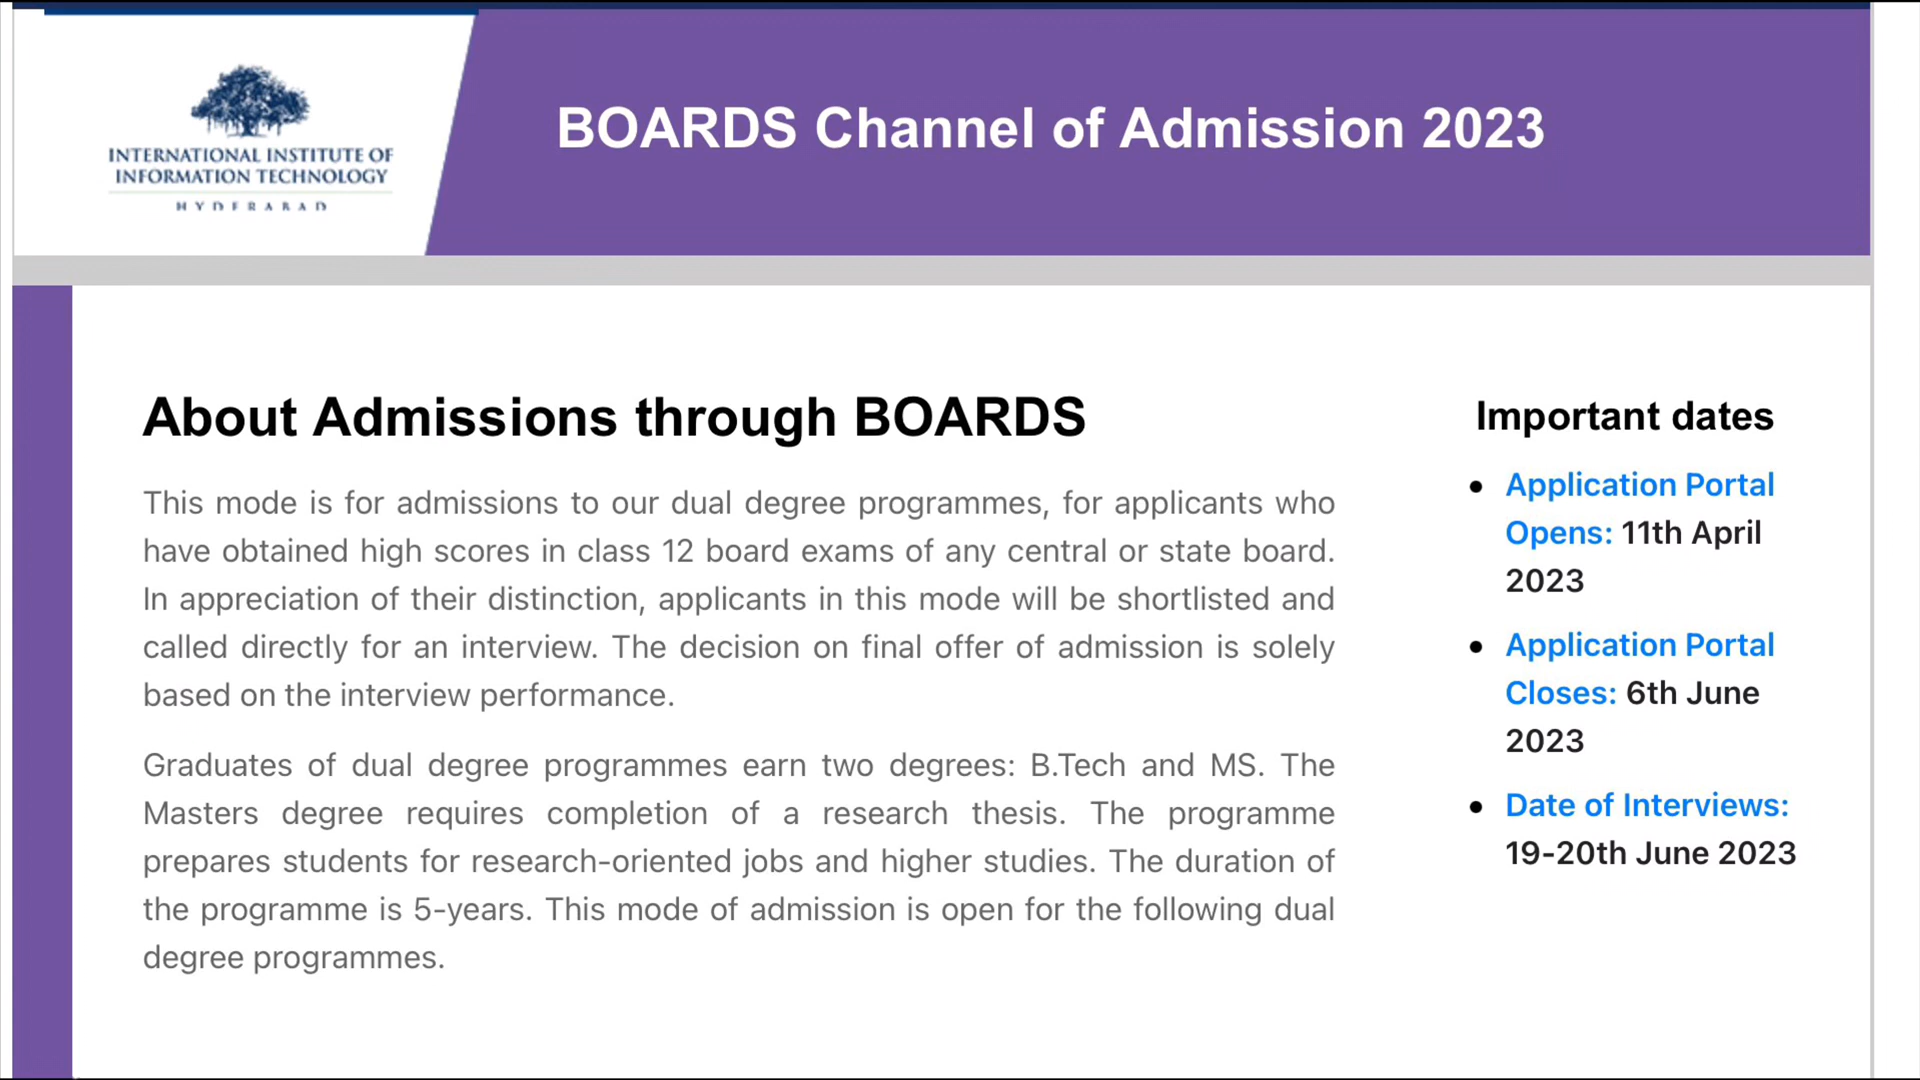 INTERNATIONAL INSTITUTE OF
INFORMATION TECHNOLOGY
HYDERABAD
BOARDS Channel of Admission 2023
About Admissions through BOARDS
This mode is for admissions to our dual degree programmes, for applicants who
have obtained high scores in class 12 board exams of any central or state board.
In appreciation of their distinction, applicants in this mode will be shortlisted and
called directly for an interview. The decision on final offer of admission is solely
based on the interview performance.
Graduates of dual degree programmes earn two degrees: B.Tech and MS. The
Masters degree requires completion of a research thesis. The programme
prepares students for research-oriented jobs and higher studies. The duration of
the programme is 5-years. This mode of admission is open for the following dual
degree programmes.
Important dates
• Application Portal
Opens: 11th April
2023
• Application Portal
Closes: 6th June
2023
• Date of Interviews:
19-20th June 2023